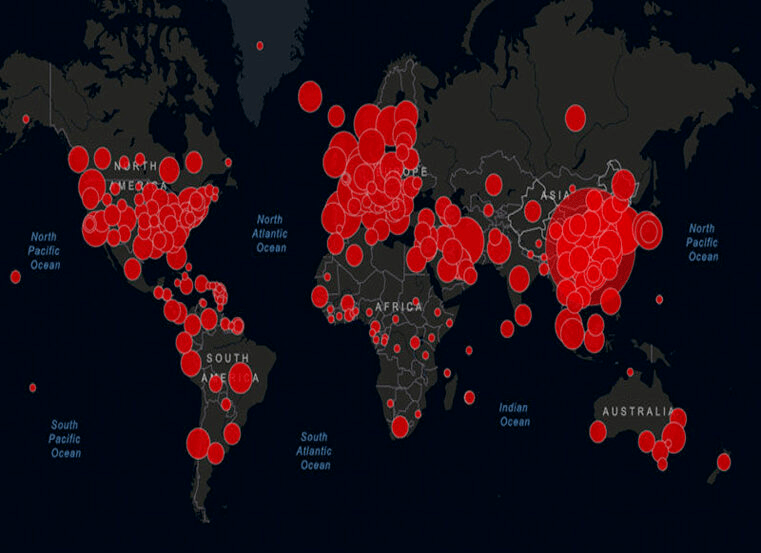 NORTH
AMERICA
OPE
ASIA
North
Pacific
Ocean
North
Atlantic
Ocean
North
Pacific
Ocean
AFRICA
SOUTH
AMERICA
South
Pacific
Ocean
South
Atlantic
Ocean
Indian
Ocean
AUSTRALIA